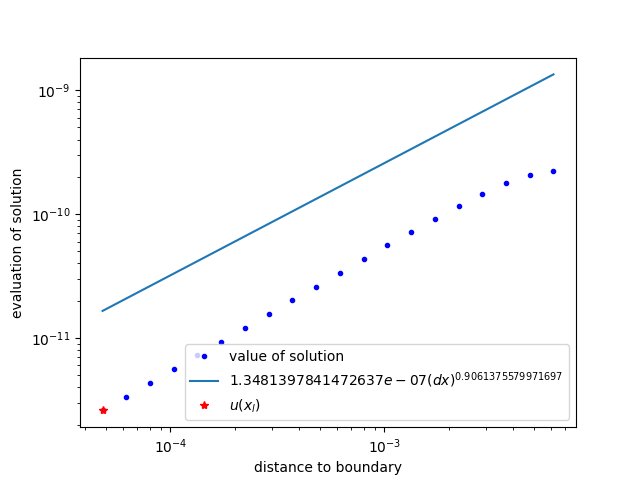 10⁻⁹
10⁻¹⁰
10⁻¹¹
evaluation of solution
value of solution
1.3481397841472637e − 07(dx)^0.9061375579971697
u(x_l)
10⁻⁴ 10⁻³
distance to boundary